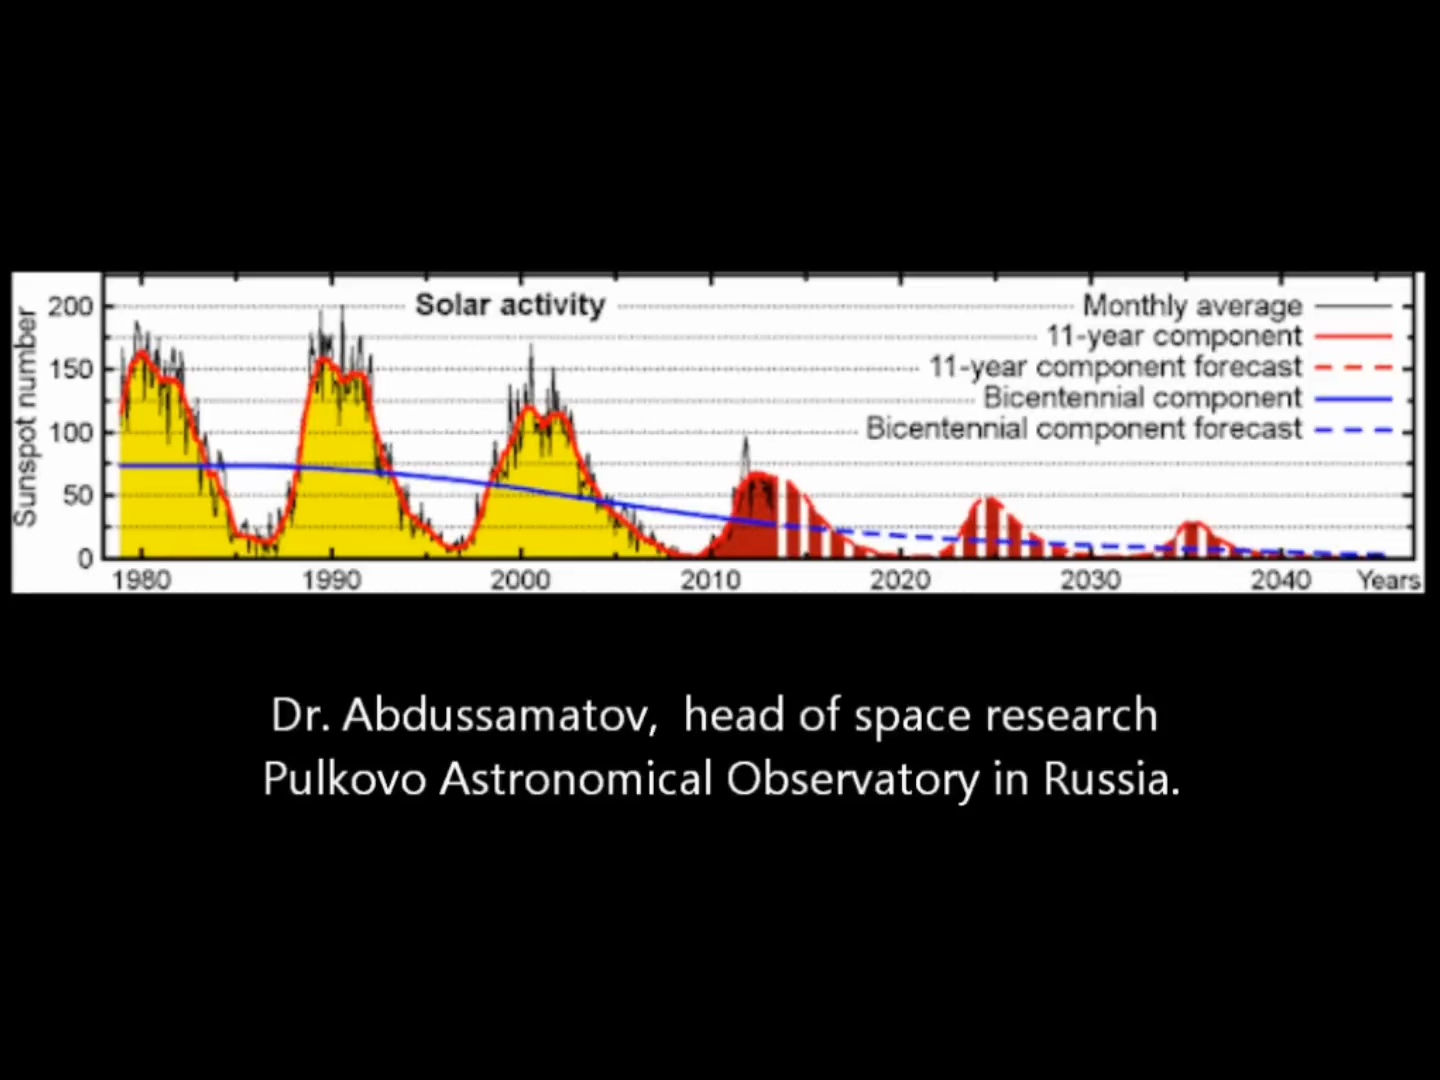 Solar activity
Monthly average
11-year component
11-year component forecast
Bicentennial component
Bicentennial component forecast
Sunspot number
200
150
100
50
0
1980 1990 2000 2010 2020 2030 2040 Years
Dr. Abdussamatov, head of space research
Pulkovo Astronomical Observatory in Russia.